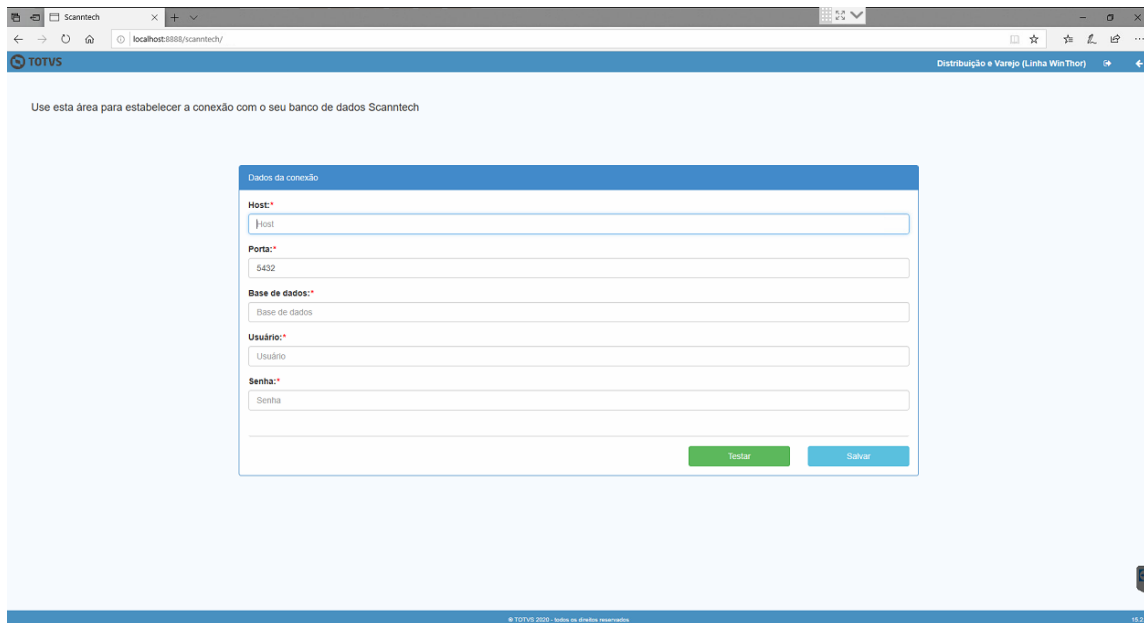 Scanntech
localhost:8888/scanntech/
TOTVS
Distribuição e Varejo (Linha WinThor)
Use esta área para estabelecer a conexão com o seu banco de dados Scanntech
Dados da conexão
Host:*
Host
Porta:*
5432
Base de dados:*
Base de dados
Usuário:*
Usuário
Senha:*
Senha
Testar
Salvar
© TOTVS 2020 - todos os direitos reservados